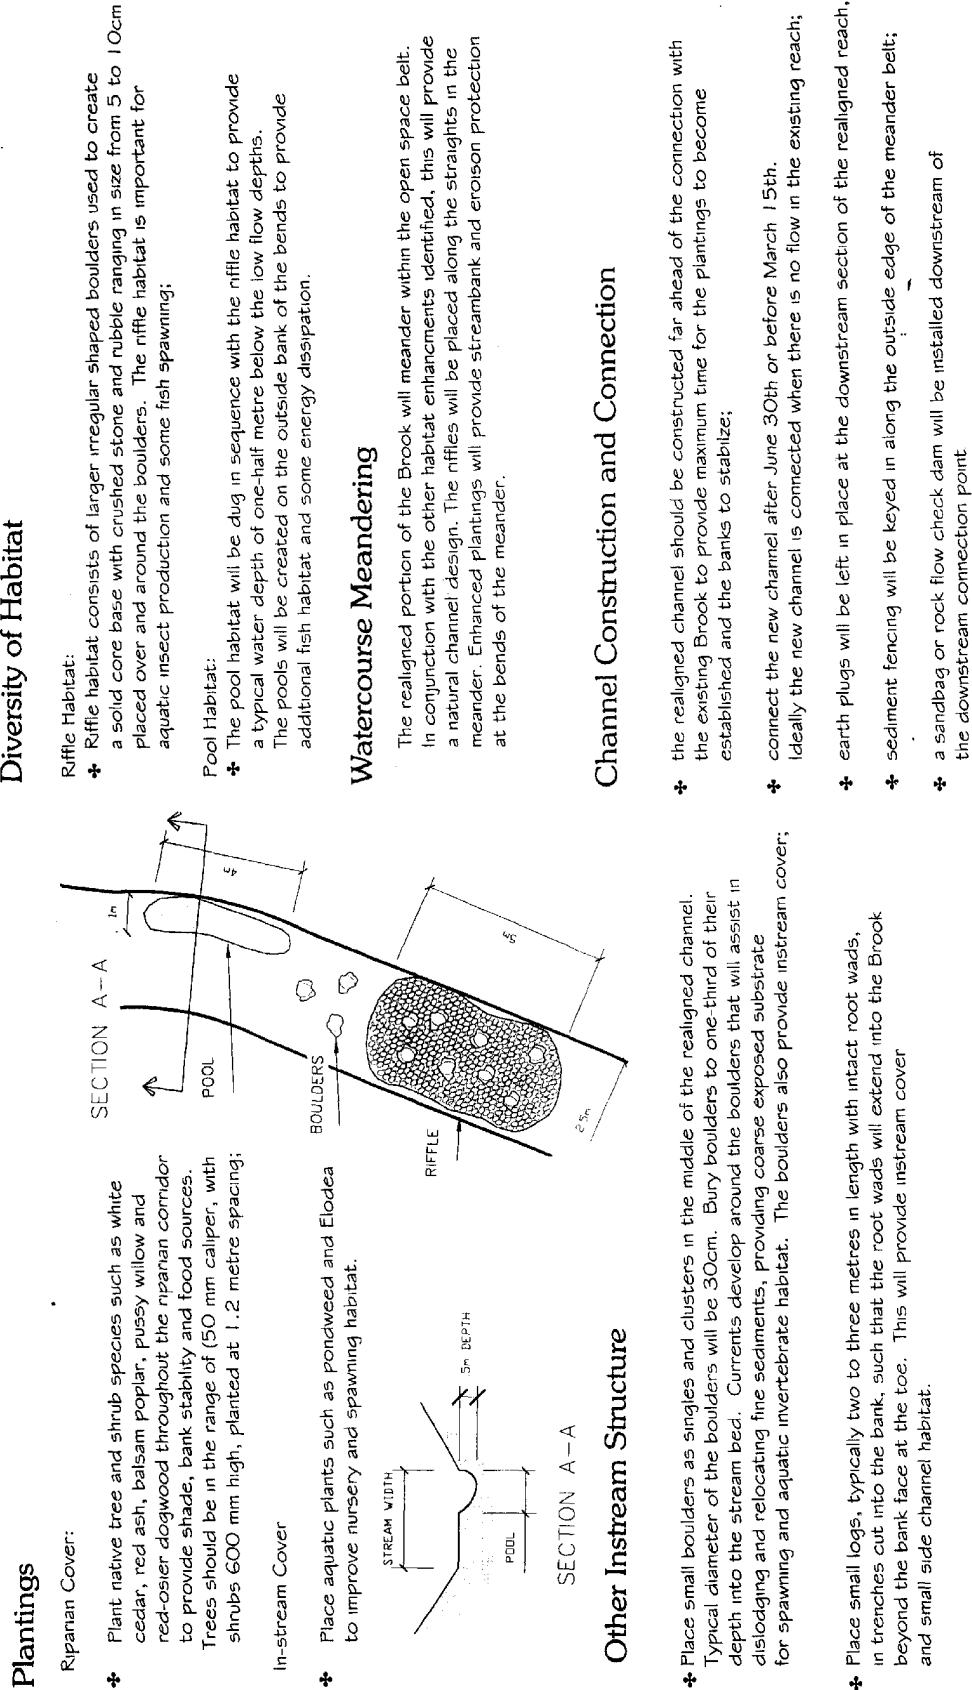 Plantings
Riparian Cover:
✤ Plant native tree and shrub species such as white
cedar, red ash, balsam poplar, pussy willow and
red-osier dogwood throughout the riparian corridor
to provide shade, bank stability and food sources.
Trees should be in the range of (50 mm caliper, with
shrubs 600 mm high, planted at 1.2 metre spacing;
In-stream Cover
✤ Place aquatic plants such as pondweed and Elodea
to improve nursery and spawning habitat.
STREAM WIDTH
.5m DEPTH
POOL
SECTION A-A
SECTION A-A
POOL
BOULDERS
RIFFLE
1m
4m
5m
2.5m
Other Instream Structure
✤ Place small boulders as singles and clusters in the middle of the realigned channel.
Typical diameter of the boulders will be 30cm. Bury boulders to one-third of their
depth into the stream bed. Currents develop around the boulders that will assist in
dislodging and relocating fine sediments, providing coarse exposed substrate
for spawning and aquatic invertebrate habitat. The boulders also provide instream cover;
✤ Place small logs, typically two to three metres in length with intact root wads,
in trenches cut into the bank, such that the root wads will extend into the Brook
beyond the bank face at the toe. This will provide instream cover
and small side channel habitat.
Diversity of Habitat
Riffle Habitat:
✤ Riffle habitat consists of larger irregular shaped boulders used to create
a solid core base with crushed stone and rubble ranging in size from 5 to 10cm
placed over and around the boulders. The riffle habitat is important for
aquatic insect production and some fish spawning;
Pool Habitat:
✤ The pool habitat will be dug in sequence with the riffle habitat to provide
a typical water depth of one-half metre below the low flow depths.
The pools will be created on the outside bank of the bends to provide
additional fish habitat and some energy dissipation.
Watercourse Meandering
The realigned portion of the Brook will meander within the open space belt.
In conjunction with the other habitat enhancments identified, this will provide
a natural channel design. The riffles will be placed along the straights in the
meander. Enhanced plantings will provide streambank and eroison protection
at the bends of the meander.
Channel Construction and Connection
✤ the realigned channel should be constructed far ahead of the connection with
the existing Brook to provide maximum time for the plantings to become
established and the banks to stabilze;
✤ connect the new channel after June 30th or before March 15th.
Ideally the new channel is connected when there is no flow in the existing reach;
✤ earth plugs will be left in place at the downstream section of the realigned reach,
✤ sediment fencing will be keyed in along the outside edge of the meander belt;
✤ a sandbag or rock flow check dam will be installed downstream of
the downstream connection point